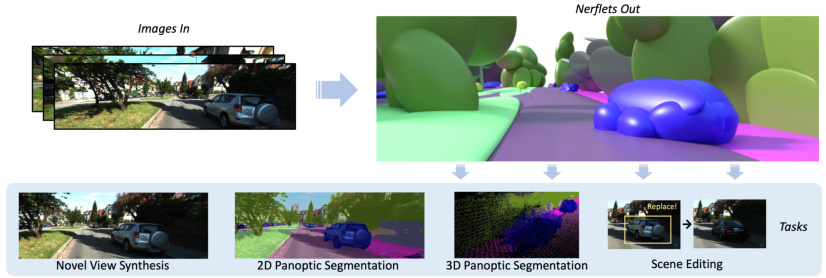 Images In
Nerflets Out
Replace!
Tasks
Novel View Synthesis
2D Panoptic Segmentation
3D Panoptic Segmentation
Scene Editing